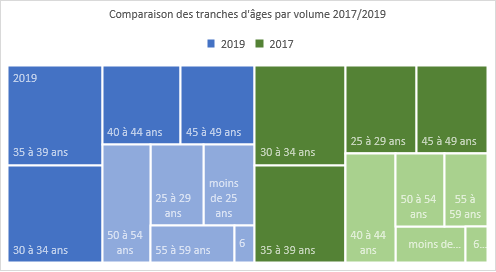 Comparaison des tranches d'âges par volume 2017/2019
2019 2017
2019
35 à 39 ans
30 à 34 ans
40 à 44 ans
45 à 49 ans
50 à 54
ans
25 à 29
ans
moins
de 25
ans
55 à 59 ans
6
30 à 34 ans
35 à 39 ans
25 à 29 ans
45 à 49 ans
40 à 44
ans
50 à 54
ans
55 à
59 ans
moins de...
6...